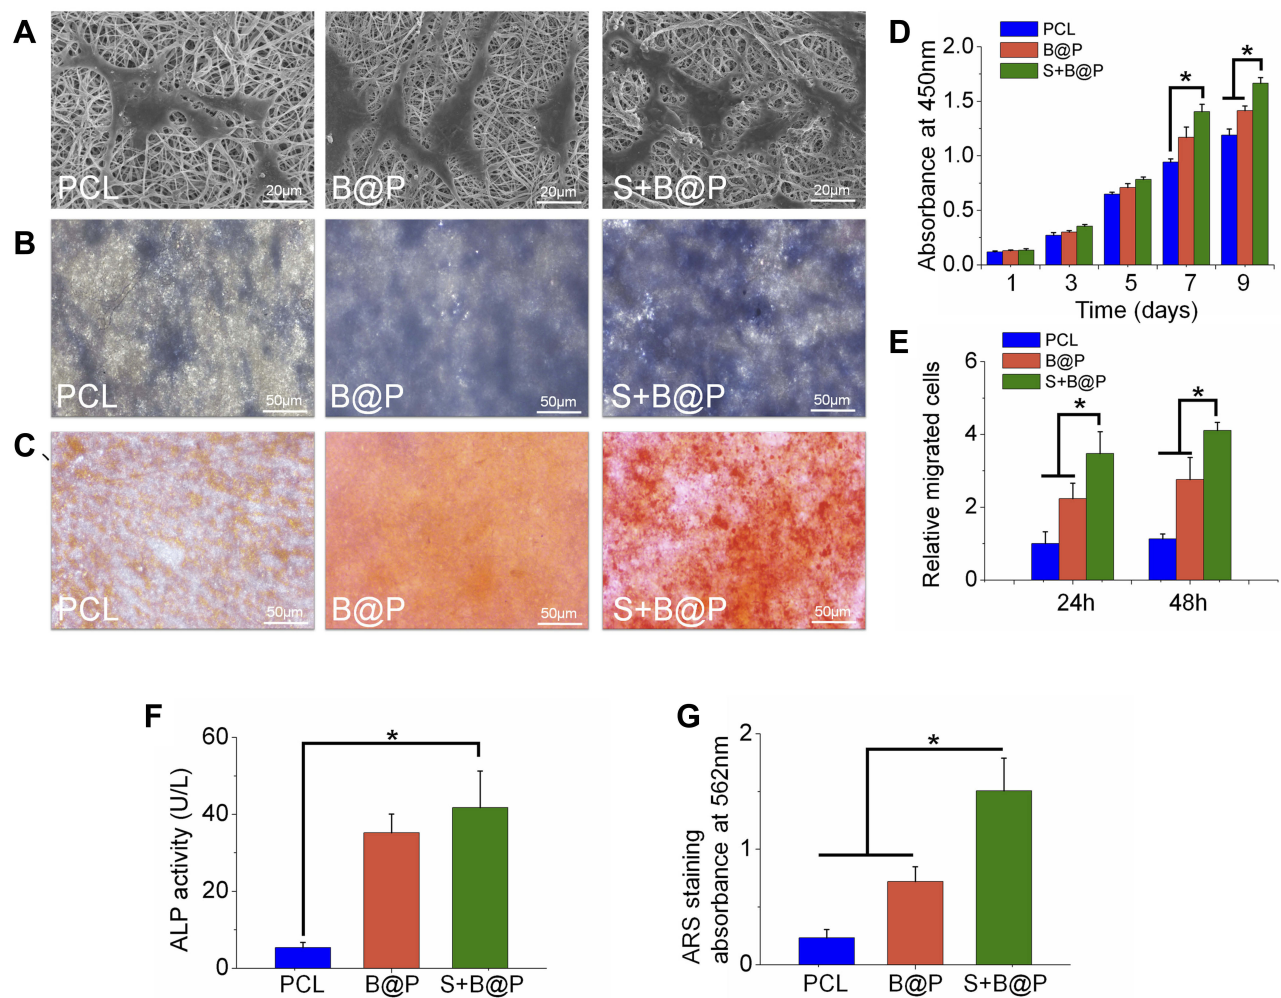 A
PCL
20μm
B@P
20μm
S+B@P
20μm
B
PCL
50μm
B@P
50μm
S+B@P
50μm
C
PCL
50μm
B@P
50μm
S+B@P
50μm
D
PCL
B@P
S+B@P
Absorbance at 450nm
2.0
1.5
1.0
0.5
0.0
*
*
1 3 5 7 9
Time (days)
E
PCL
B@P
S+B@P
Relative migrated cells
6
4
2
0
*
*
24h 48h
F
ALP activity (U/L)
60
40
20
0
*
PCL B@P S+B@P
G
ARS staining
absorbance at 562nm
2
1
0
*
PCL B@P S+B@P